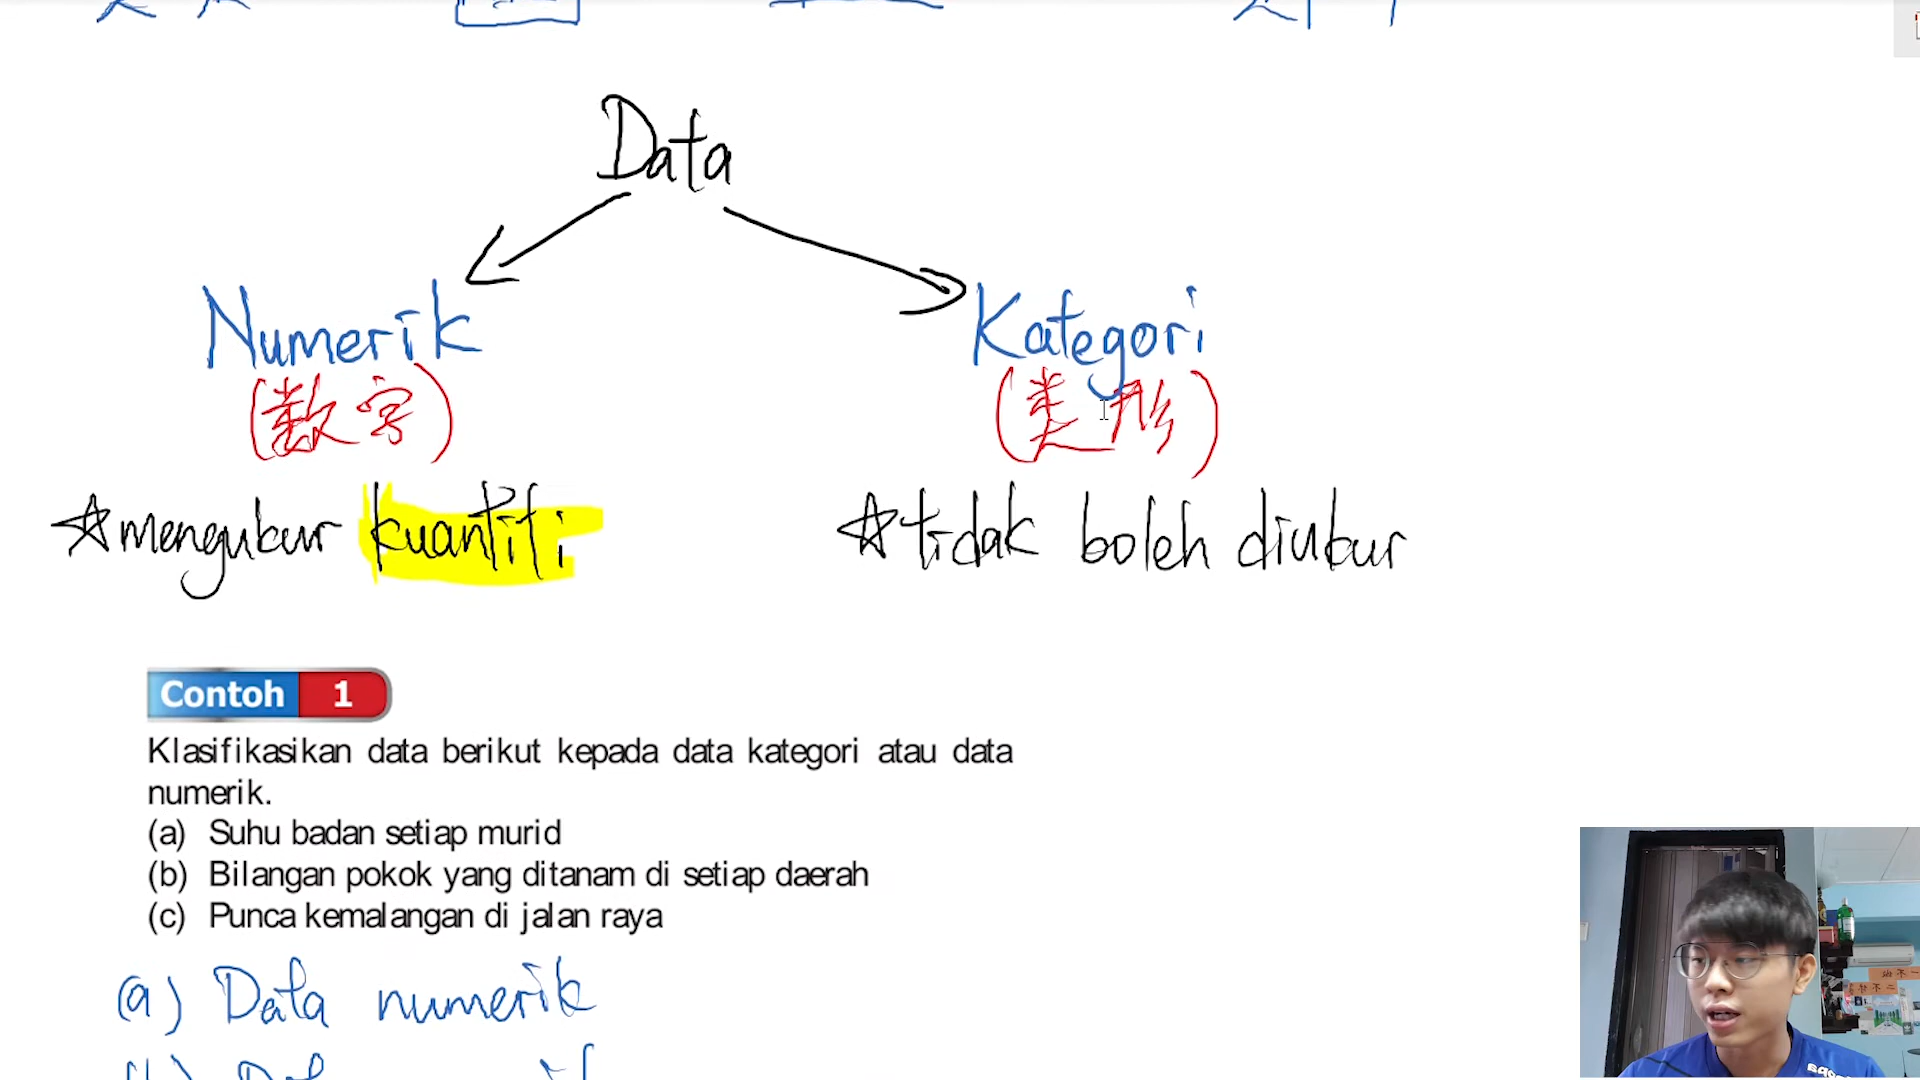 Data
Numerik Kategori
(数字) (类形)
☆mengukur kuantiti ☆tidak boleh diukur
Contoh 1
Klasifikasikan data berikut kepada data kategori atau data
numerik.
(a) Suhu badan setiap murid
(b) Bilangan pokok yang ditanam di setiap daerah
(c) Punca kemalangan di jalan raya
(a) Data numerik